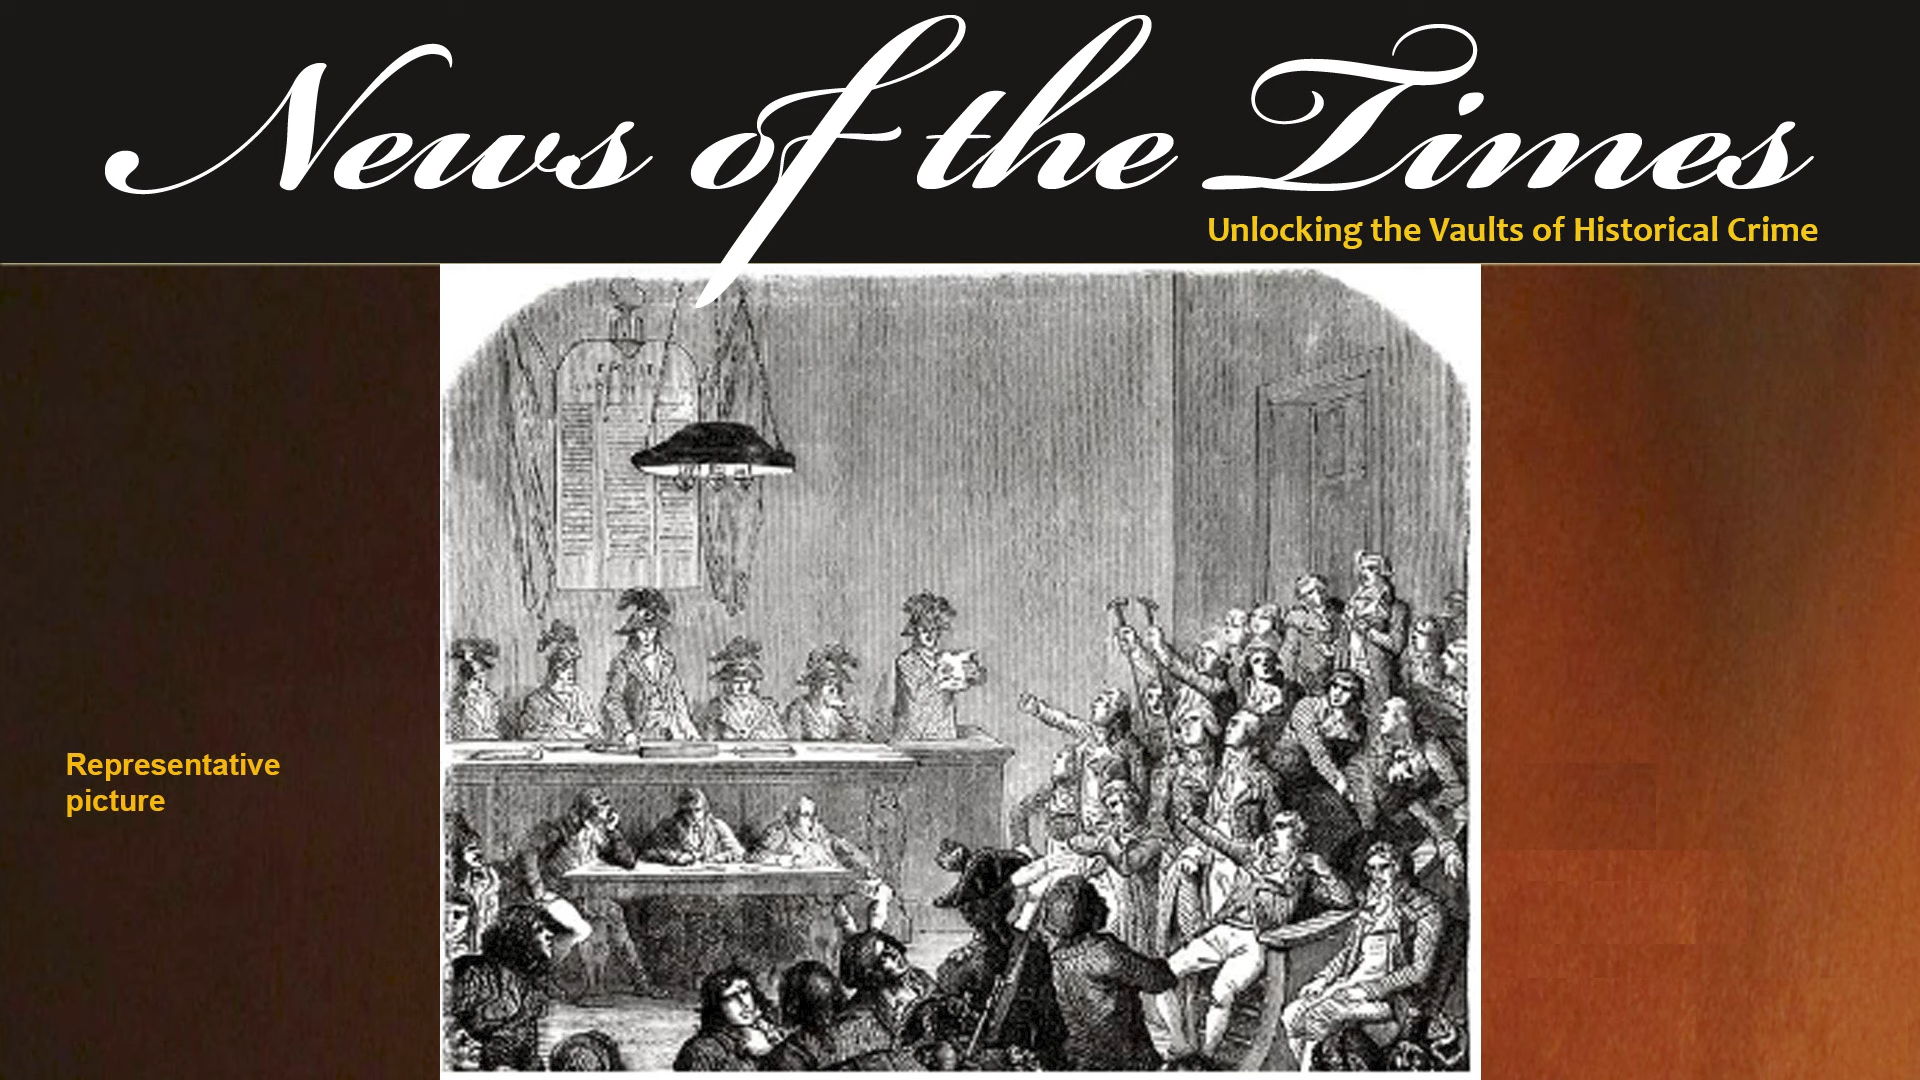 News of the Times
Unlocking the Vaults of Historical Crime
Representative
picture